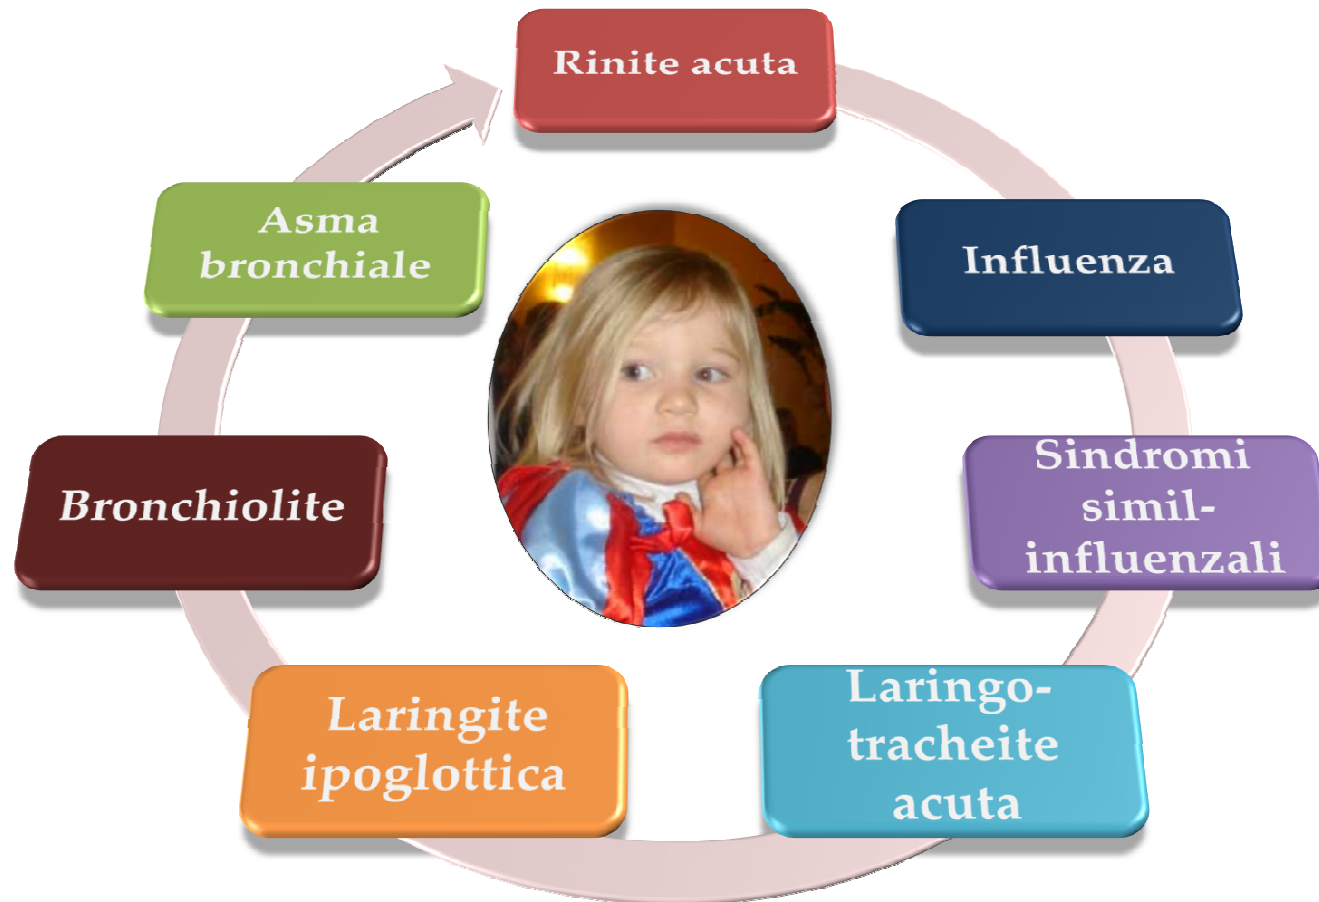 Rinite acuta
Influenza
Sindromi
simil-
influenzali
Laringo-
tracheite
acuta
Laringite
ipoglottica
Bronchiolite
Asma
bronchiale